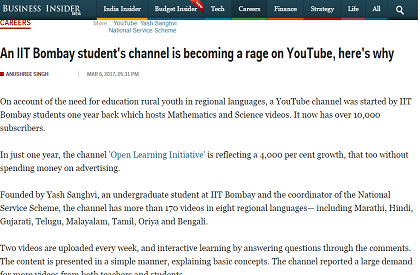 BUSINESS INSIDER
INDIA
India Insider Budget Insider New Tech Careers Finance Strategy Life All
CAREERS
More... YouTube Yash Sanghvi
National Service Scheme
An IIT Bombay student's channel is becoming a rage on YouTube, here's why
ANUSHREE SINGH MAR 6, 2017, 05.31 PM
On account of the need for education rural youth in regional languages, a YouTube channel was started by IIT
Bombay students one year back which hosts Mathematics and Science videos. It now has over 10,000
subscribers.
In just one year, the channel 'Open Learning Initiative' is reflecting a 4,000 per cent growth, that too without
spending money on advertising.
Founded by Yash Sanghvi, an undergraduate student at IIT Bombay and the coordinator of the National
Service Scheme, the channel has more than 170 videos in eight regional languages— including Marathi, Hindi,
Gujarati, Telugu, Malayalam, Tamil, Oriya and Bengali.
Two videos are uploaded every week, and interactive learning by answering questions through the comments.
The content is presented in a simple manner, explaining basic concepts. The channel reported a large demand
for more videos from both teachers and students.